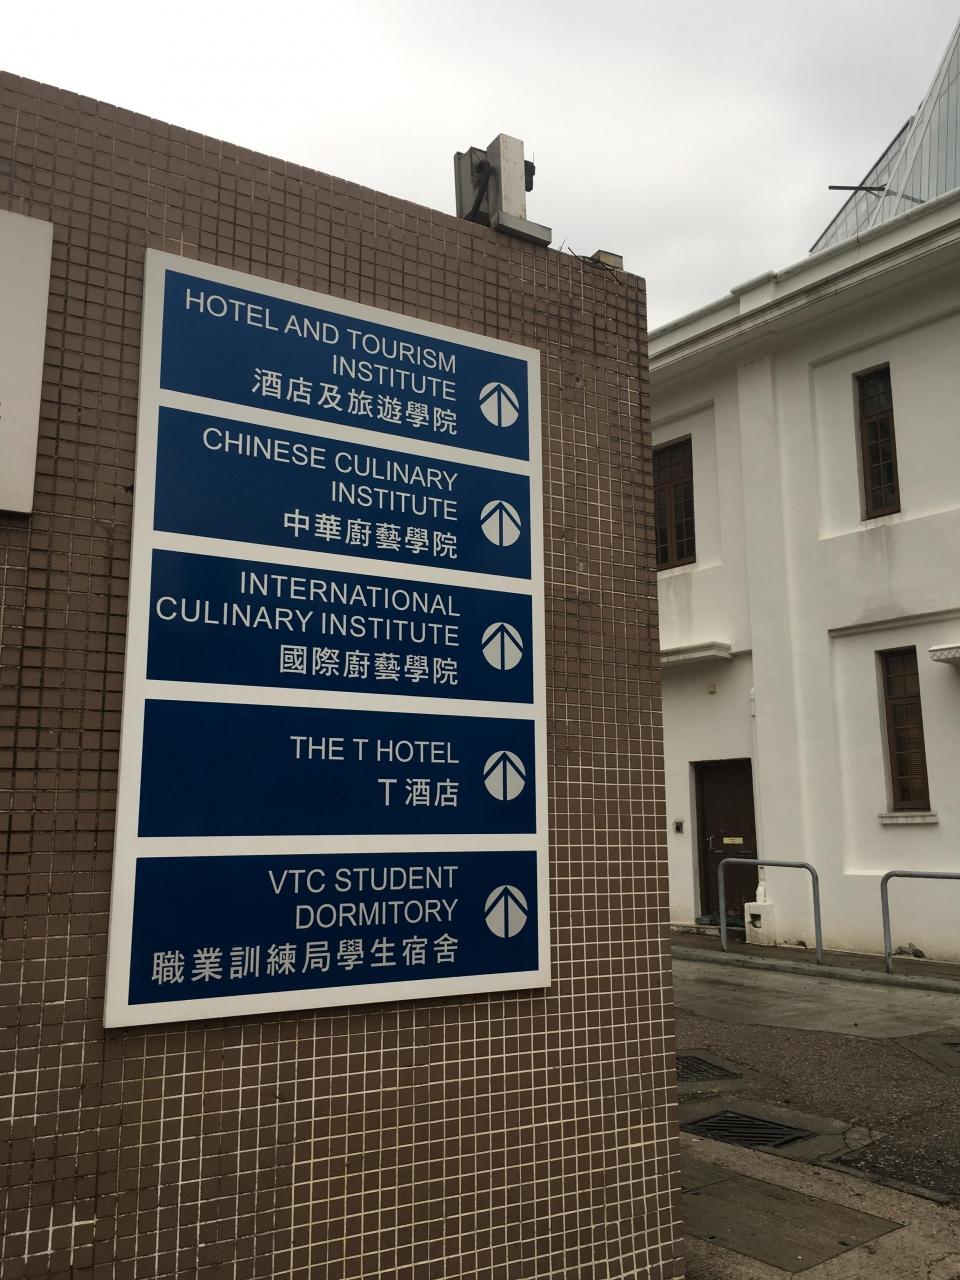 HOTEL AND TOURISM
INSTITUTE
酒店及旅遊學院
CHINESE CULINARY
INSTITUTE
中華廚藝學院
INTERNATIONAL
CULINARY INSTITUTE
國際廚藝學院
THE T HOTEL
T 酒店
VTC STUDENT
DORMITORY
職業訓練局學生宿舍